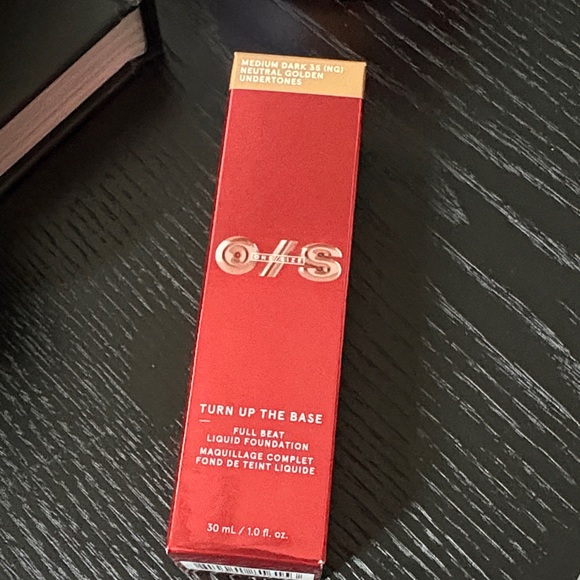 MEDIUM DARK 35 (NG)
NEUTRAL GOLDEN
UNDERTONES
O/S
ONE/SIZE
TURN UP THE BASE
FULL BEAT
LIQUID FOUNDATION
MAQUILLAGE COMPLET
FOND DE TEINT LIQUIDE
30 mL / 1.0 fl. oz.